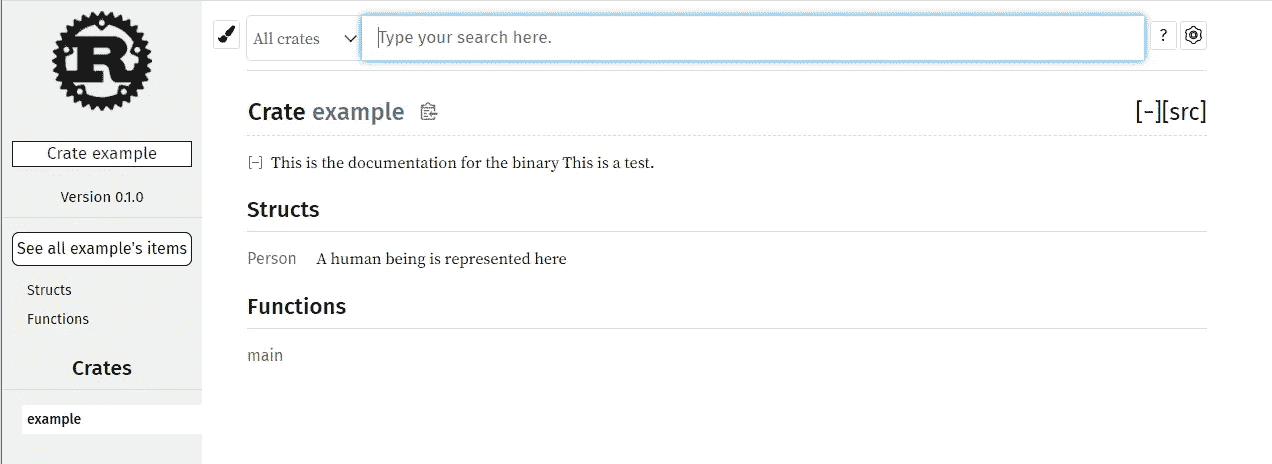 R
Crate example
Version 0.1.0
See all example's items
Structs
Functions
Crates
example
All crates
Type your search here.
?
Crate example
[-][src]
[-] This is the documentation for the binary This is a test.
Structs
Person A human being is represented here
Functions
main